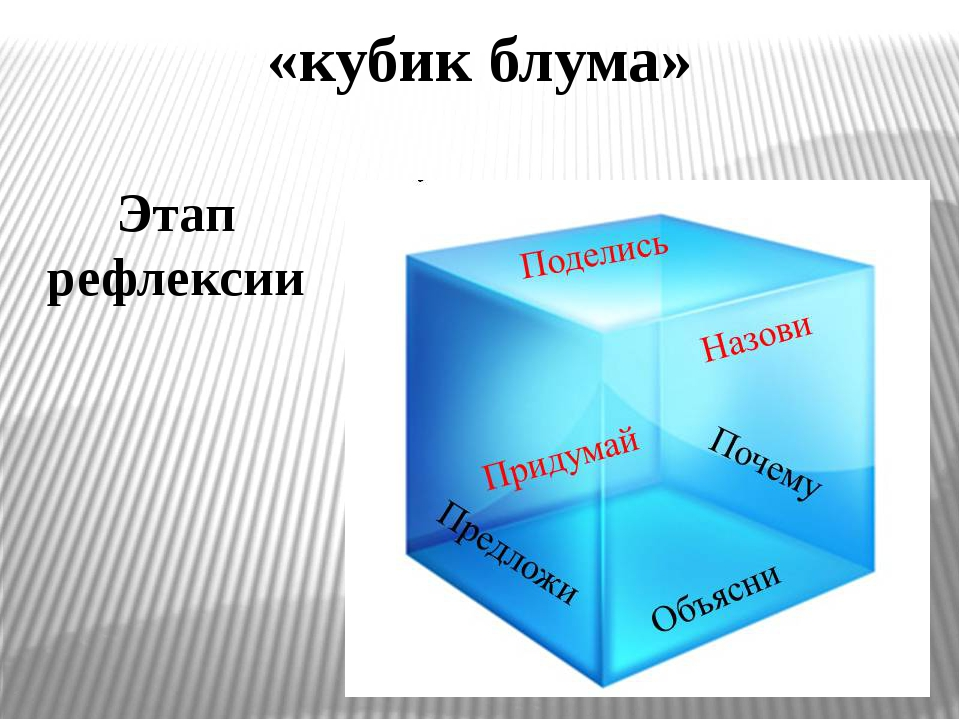 «кубик блума»
Этап
рефлексии
Поделись
Назови
Придумай
Почему
Предложи
Объясни